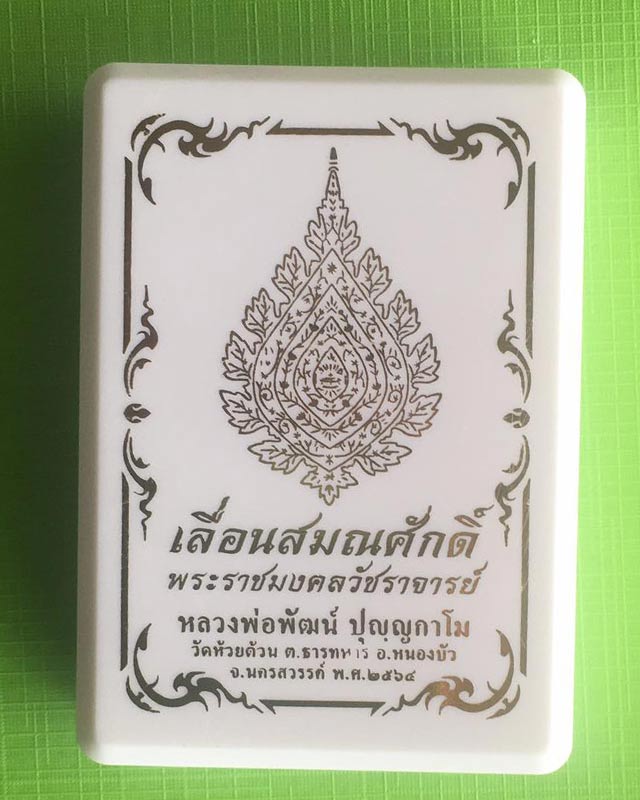 เลื่อนสมณศักดิ์
พระราชมงคลวัชราจารย์
หลวงพ่อพัฒน์ ปุญฺญกาโม
วัดห้วยด้วน ต.ธารทหาร อ.หนองบัว
จ.นครสวรรค์ พ.ศ.๒๕๖๔